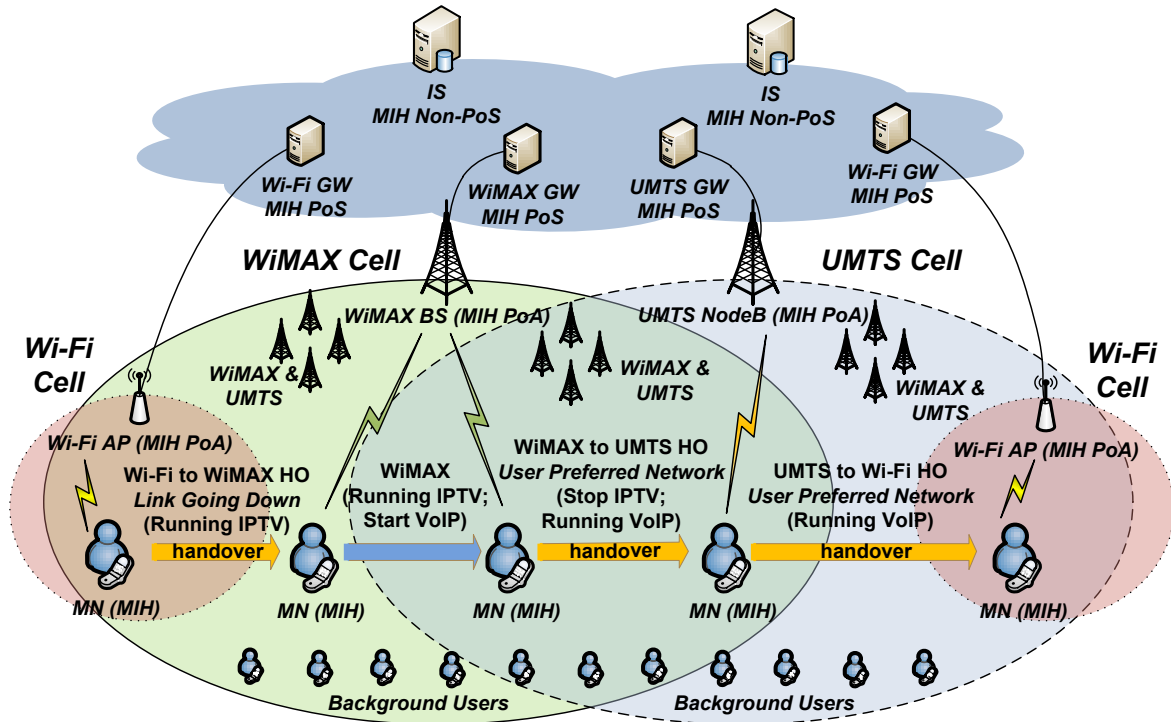 IS
MIH Non-PoS
IS
MIH Non-PoS
Wi-Fi GW
MIH PoS
WiMAX GW
MIH PoS
UMTS GW
MIH PoS
Wi-Fi GW
MIH PoS
WiMAX Cell
UMTS Cell
WiMAX BS (MIH PoA)
UMTS NodeB (MIH PoA)
Wi-Fi
Cell
Wi-Fi
Cell
WiMAX &
UMTS
WiMAX &
UMTS
WiMAX &
UMTS
Wi-Fi AP (MIH PoA)
Wi-Fi AP (MIH PoA)
Wi-Fi to WiMAX HO
Link Going Down
(Running IPTV)
WiMAX
(Running IPTV;
Start VoIP)
WiMAX to UMTS HO
User Preferred Network
(Stop IPTV;
Running VoIP)
UMTS to Wi-Fi HO
User Preferred Network
(Running VoIP)
handover
handover
handover
MN (MIH)
MN (MIH)
MN (MIH)
MN (MIH)
MN (MIH)
Background Users
Background Users